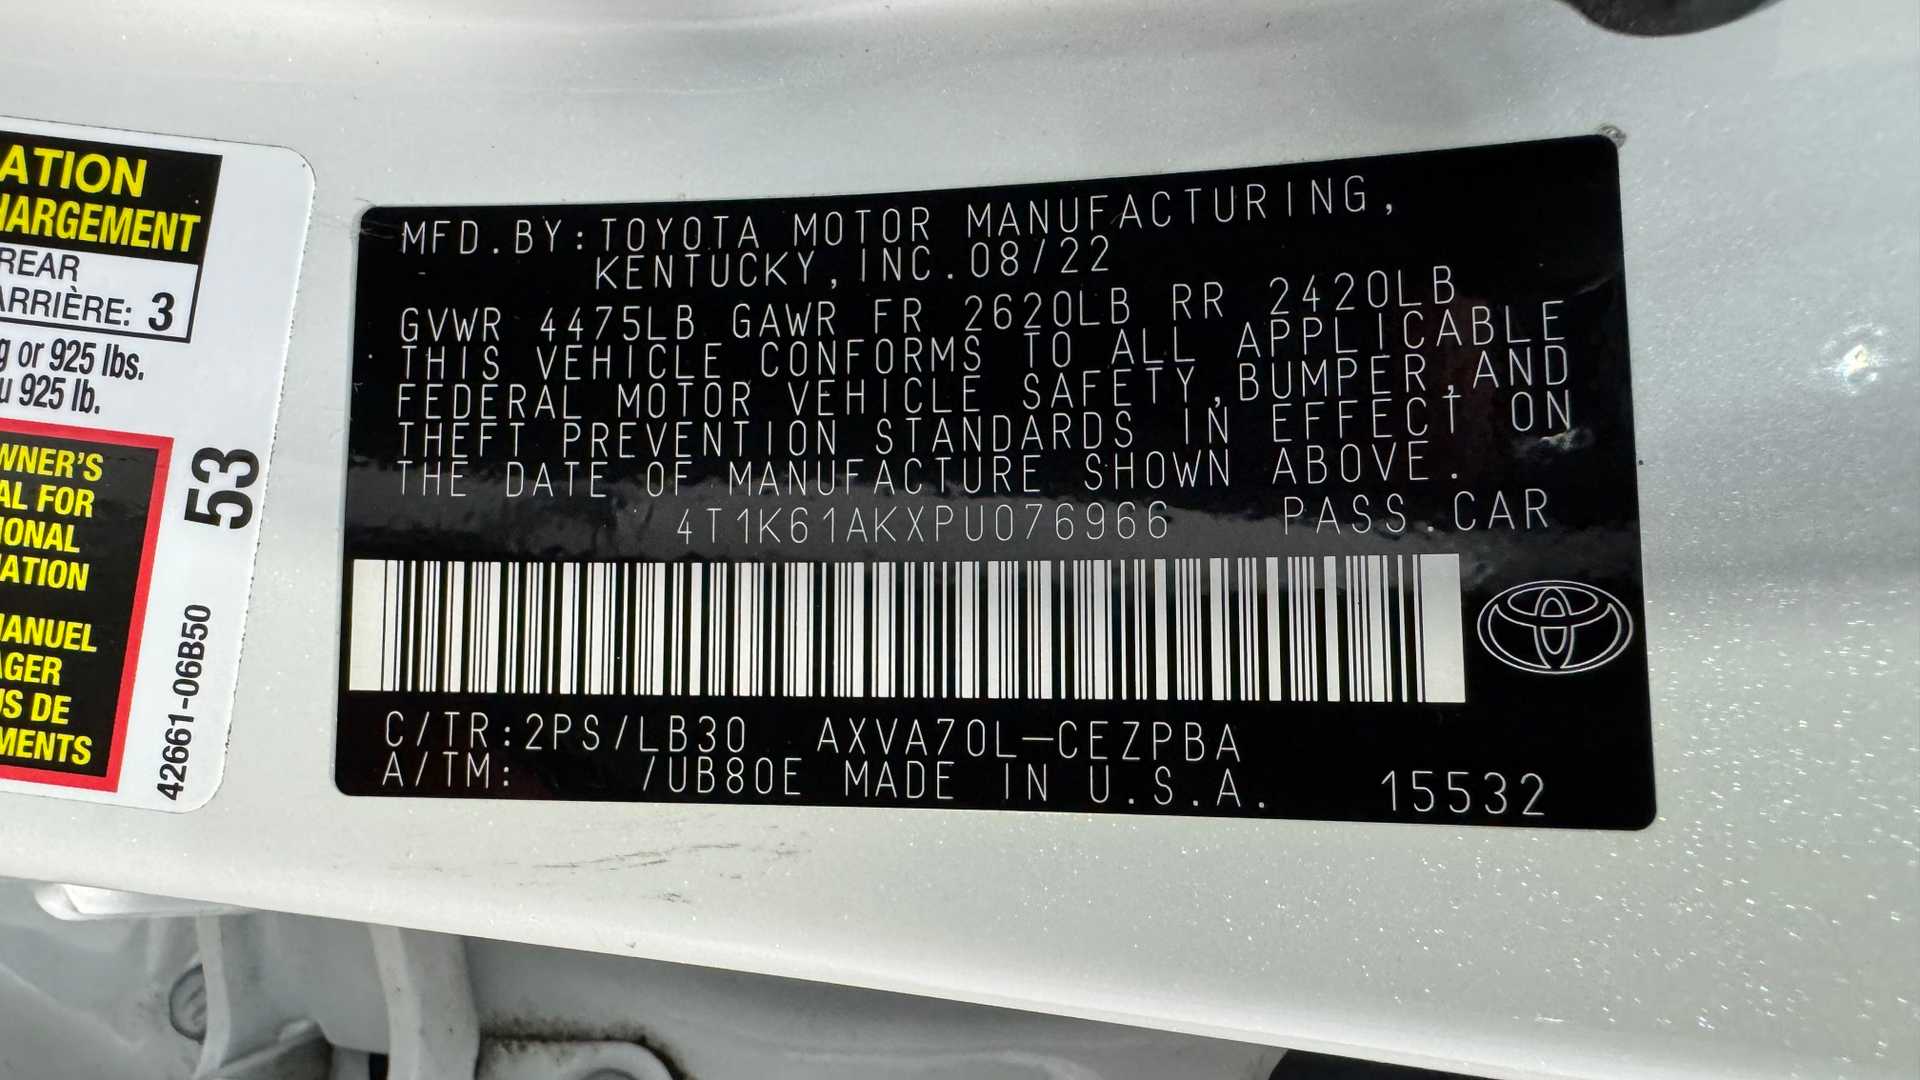 ATION
HARGEMENT
REAR
ARRIÈRE: 3
g or 925 lbs.
u 925 lb.
WNER'S
AL FOR
IONAL
ATION
MANUEL
AGER
US DE
MENTS
53
42661-06B50
MFD.BY:TOYOTA MOTOR MANUFACTURING,
KENTUCKY,INC.08/22
GVWR 4475LB GAWR FR 2620LB RR 2420LB
THIS VEHICLE CONFORMS TO ALL APPLICABLE
FEDERAL MOTOR VEHICLE SAFETY,BUMPER,AND
THEFT PREVENTION STANDARDS IN EFFECT ON
THE DATE OF MANUFACTURE SHOWN ABOVE.
4T1K61AKXPU076966 PASS.CAR
C/TR:2PS/LB30 AXVA70L-CEZPBA
A/TM: /UB80E MADE IN U.S.A. 15532